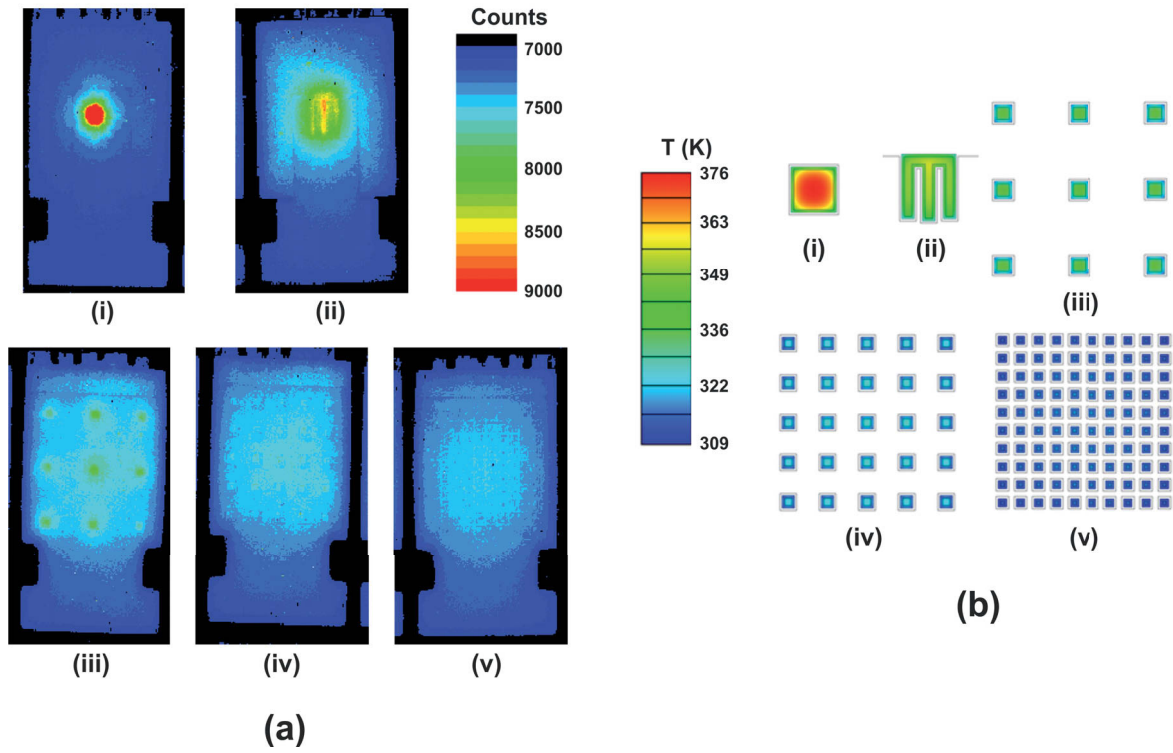 Counts
7000
7500
8000
8500
9000
(i)
(ii)
(iii)
(iv)
(v)
(a)
T (K)
376
363
349
336
322
309
(i)
(ii)
(iii)
(iv)
(v)
(b)